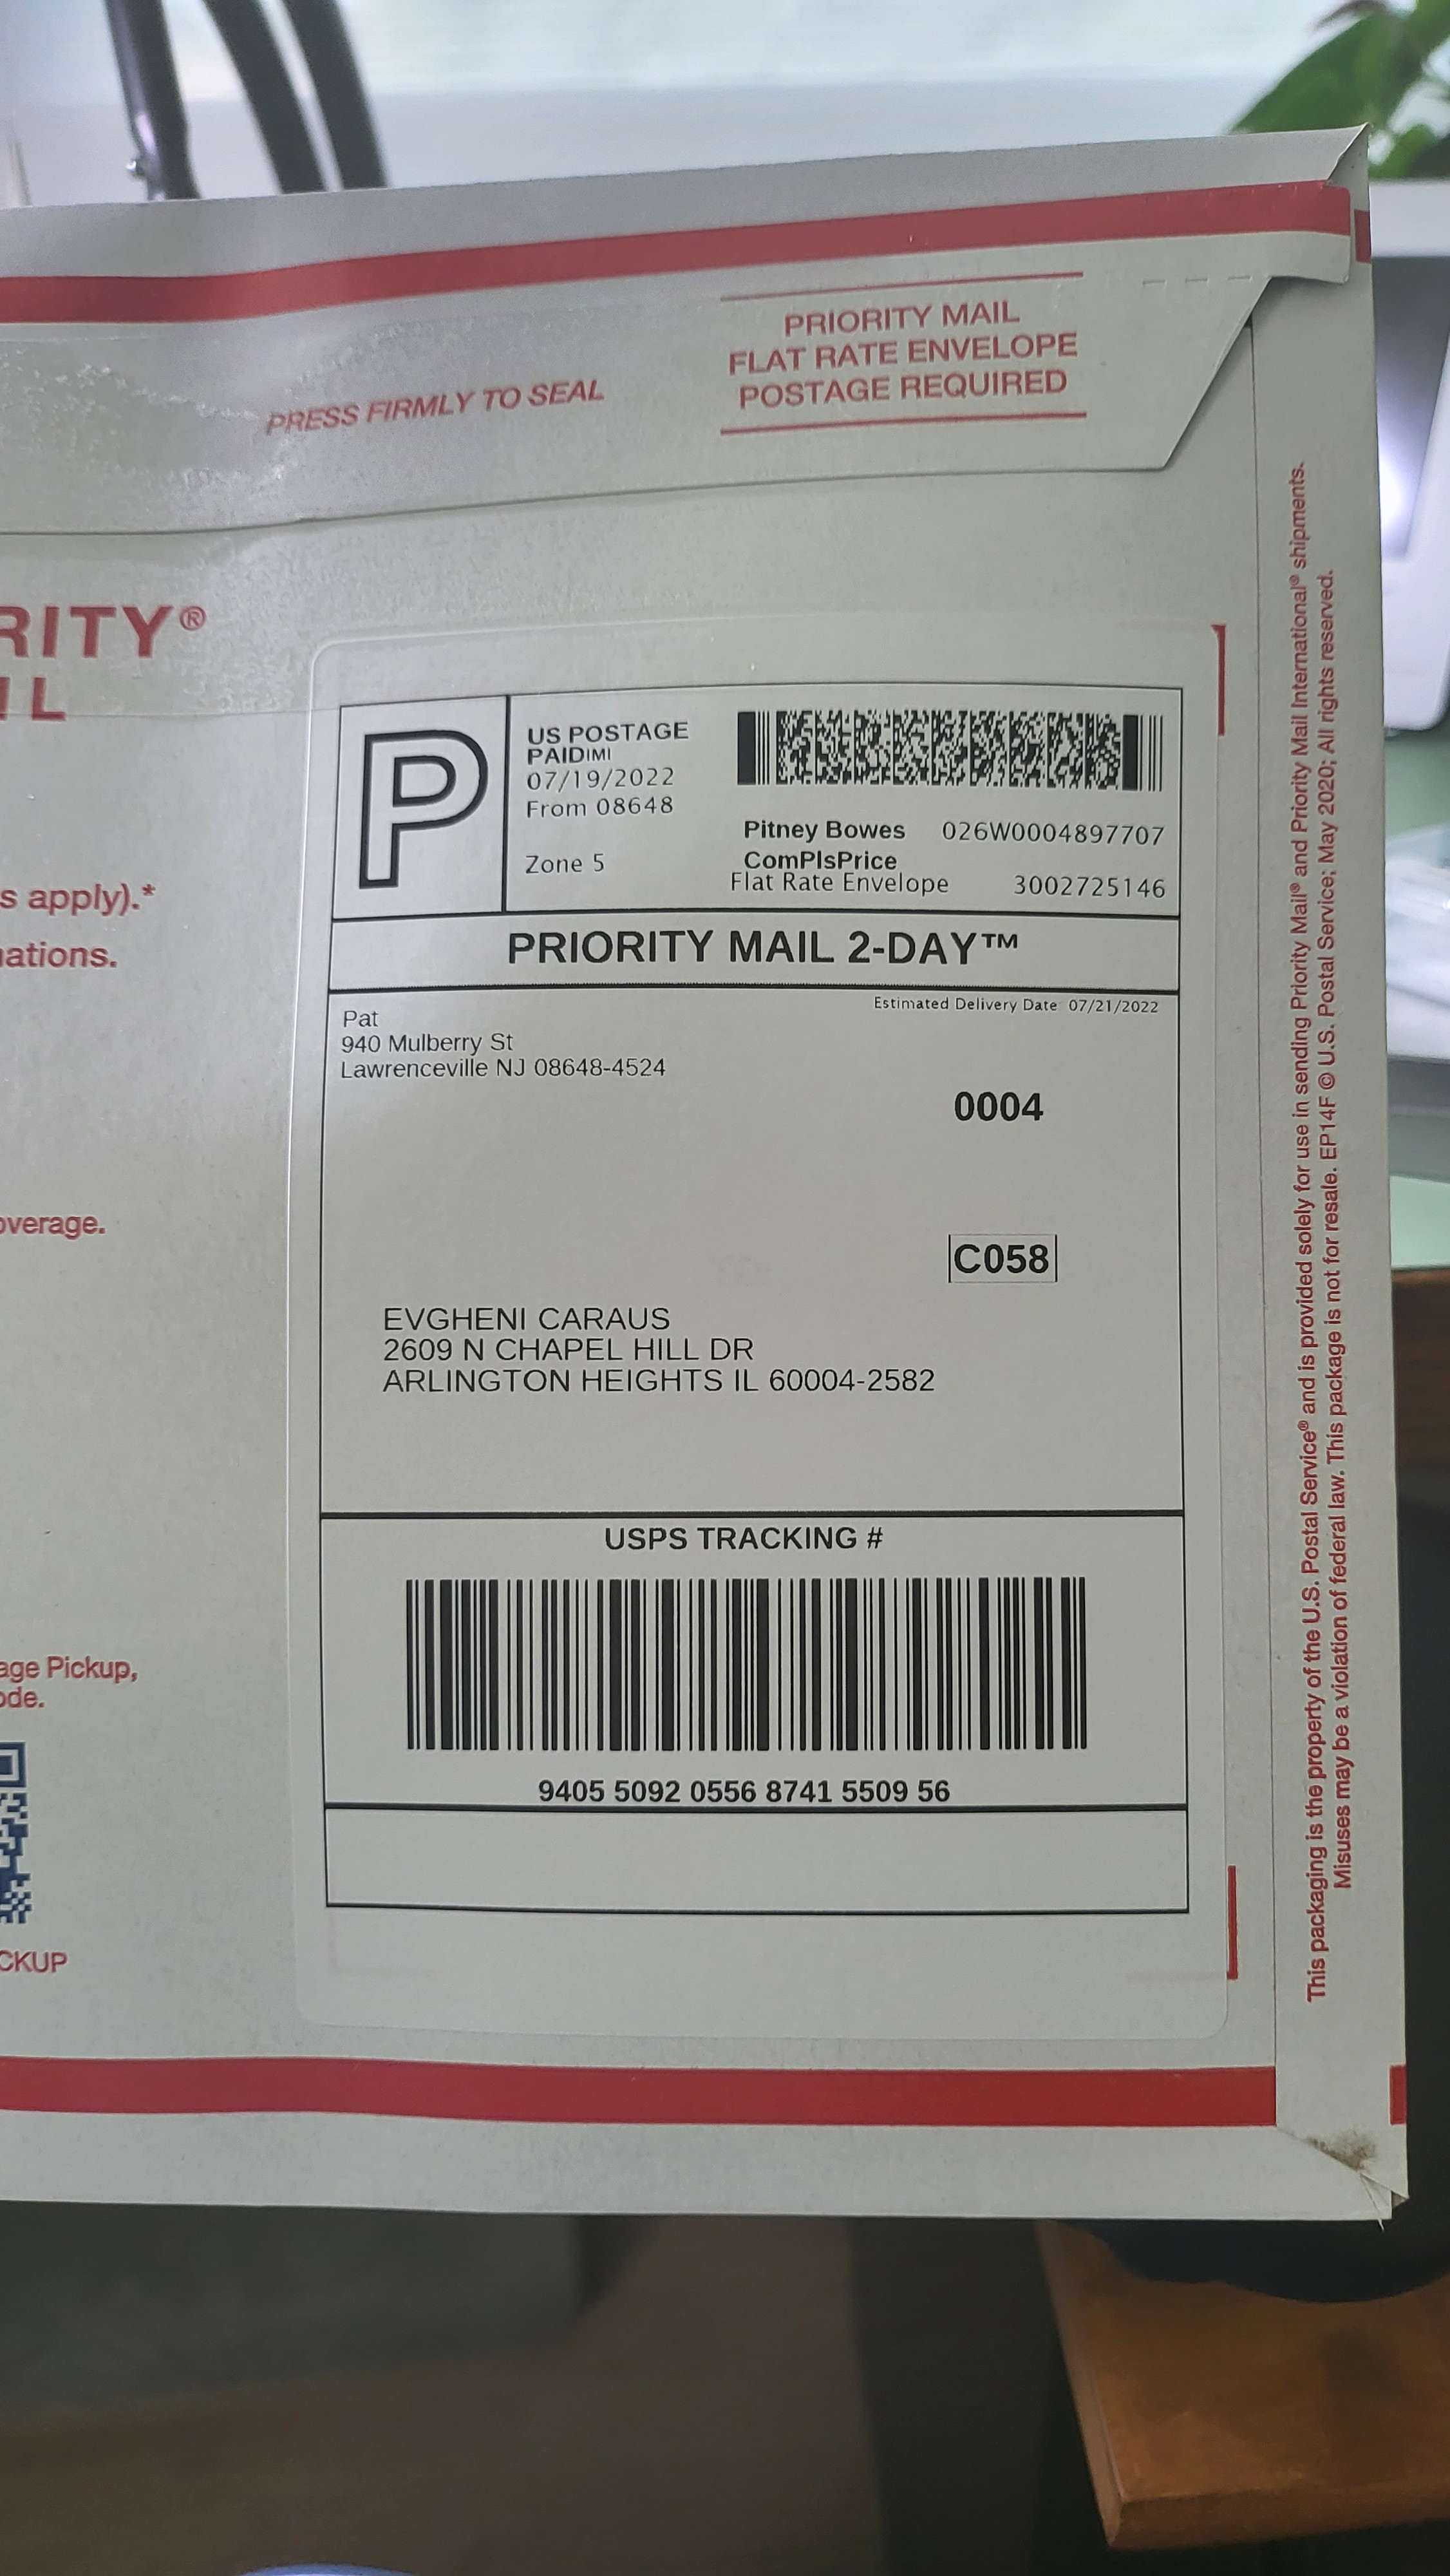 PRIORITY MAIL
FLAT RATE ENVELOPE
POSTAGE REQUIRED
PRESS FIRMLY TO SEAL
RITY®
IL
s apply).*
ations.
overage.
age Pickup,
ode.
CKUP
P
US POSTAGE
PAIDIMI
07/19/2022
From 08648
Zone 5
Pitney Bowes 026W0004897707
ComPlsPrice
Flat Rate Envelope 3002725146
PRIORITY MAIL 2-DAY™
Estimated Delivery Date 07/21/2022
Pat
940 Mulberry St
Lawrenceville NJ 08648-4524
0004
C058
EVGHENI CARAUS
2609 N CHAPEL HILL DR
ARLINGTON HEIGHTS IL 60004-2582
USPS TRACKING #
9405 5092 0556 8741 5509 56
This packaging is the property of the U.S. Postal Service® and is provided solely for use in sending Priority Mail® and Priority Mail International® shipments.
Misuses may be a violation of federal law. This package is not for resale. EP14F © U.S. Postal Service; May 2020; All rights reserved.